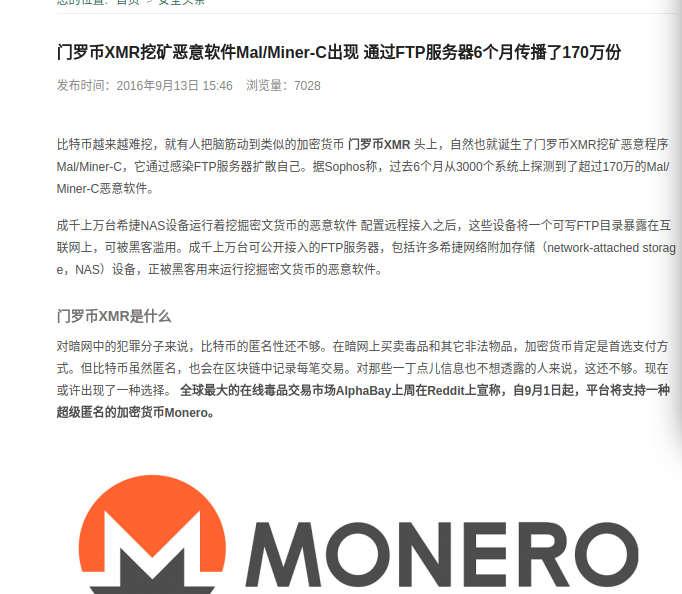 您的位置：首页 -> 安全头条
门罗币XMR挖矿恶意软件Mal/Miner-C出现 通过FTP服务器6个月传播了170万份
发布时间：2016年9月13日 15:46 浏览量：7028
比特币越来越难挖，就有人把脑筋动到类似的加密货币 门罗币XMR 头上，自然也就诞生了门罗币XMR挖矿恶意程序
Mal/Miner-C，它通过感染FTP服务器扩散自己。据Sophos称，过去6个月从3000个系统上探测到了超过170万的Mal/
Miner-C恶意软件。
成千上万台希捷NAS设备运行着挖掘密文货币的恶意软件 配置远程接入之后，这些设备将一个可写FTP目录暴露在互
联网上，可被黑客滥用。成千上万台可公开接入的FTP服务器，包括许多希捷网络附加存储（network-attached storag
e，NAS）设备，正被黑客用来运行挖掘密文货币的恶意软件。
门罗币XMR是什么
对暗网中的犯罪分子来说，比特币的匿名性还不够。在暗网上买卖毒品和其它非法物品，加密货币肯定是首选支付方
式。但比特币虽然匿名，也会在区块链中记录每笔交易。对那些一丁点儿信息也不想透露的人来说，这还不够。现在
或许出现了一种选择。 全球最大的在线毒品交易市场AlphaBay上周在Reddit上宣称，自9月1日起，平台将支持一种
超级匿名的加密货币Monero。
MONERO